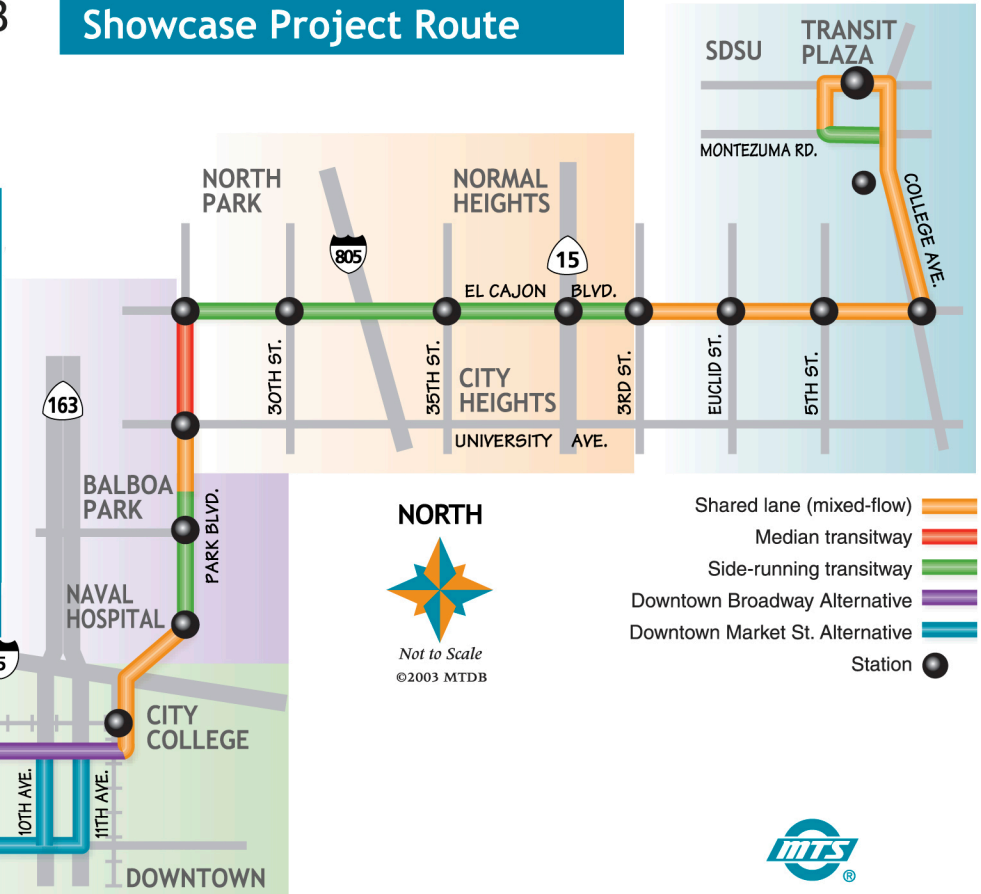 3
Showcase Project Route
SDSU
TRANSIT
PLAZA
MONTEZUMA RD.
COLLEGE AVE.
NORTH
PARK
805
NORMAL
HEIGHTS
15
EL CAJON BLVD.
30TH ST.
35TH ST.
CITY
HEIGHTS
3RD ST.
EUCLID ST.
5TH ST.
UNIVERSITY AVE.
163
BALBOA
PARK
PARK BLVD.
NAVAL
HOSPITAL
5
CITY
COLLEGE
10TH AVE.
11TH AVE.
DOWNTOWN
NORTH
Not to Scale
©2003 MTDB
Shared lane (mixed-flow)
Median transitway
Side-running transitway
Downtown Broadway Alternative
Downtown Market St. Alternative
Station
MTS
®